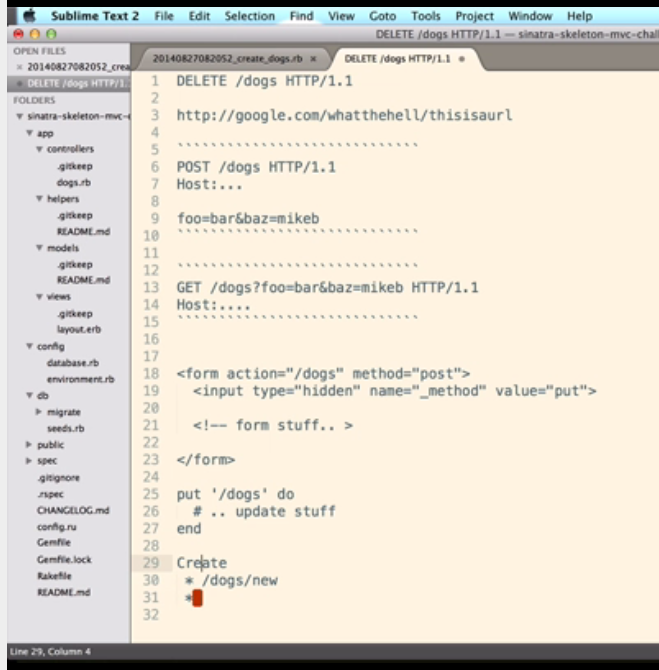 Sublime Text 2 File Edit Selection Find View Goto Tools Project Window Help
DELETE /dogs HTTP/1.1 — sinatra-skeleton-mvc-chall
OPEN FILES
× 20140827082052_crea
DELETE /dogs HTTP/1.
FOLDERS
▼ sinatra-skeleton-mvc-c
▼ app
▼ controllers
.gitkeep
dogs.rb
▼ helpers
.gitkeep
README.md
▼ models
.gitkeep
README.md
▼ views
.gitkeep
layout.erb
▼ config
database.rb
environment.rb
▼ db
▶ migrate
seeds.rb
▶ public
▶ spec
.gitignore
.rspec
CHANGELOG.md
config.ru
Gemfile
Gemfile.lock
Rakefile
README.md
20140827082052_create_dogs.rb × DELETE /dogs HTTP/1.1
1 DELETE /dogs HTTP/1.1
2
3 http://google.com/whatthehell/thisisaurl
4
5 `````````````````````````````
6 POST /dogs HTTP/1.1
7 Host:...
8
9 foo=bar&baz=mikeb
10 `````````````````````````````
11
12 `````````````````````````````
13 GET /dogs?foo=bar&baz=mikeb HTTP/1.1
14 Host:....
15 `````````````````````````````
16
17
18 <form action="/dogs" method="post">
19 <input type="hidden" name="_method" value="put">
20
21 <!-- form stuff.. >
22
23 </form>
24
25 put '/dogs' do
26 # .. update stuff
27 end
28
29 Create
30 * /dogs/new
31 *
32
Line 29, Column 4